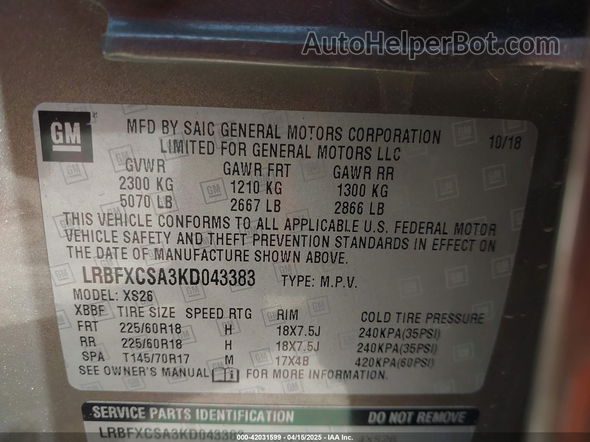 AutoHelperBot.com
GM
MFD BY SAIC GENERAL MOTORS CORPORATION 10/18
LIMITED FOR GENERAL MOTORS LLC
GVWR GAWR FRT GAWR RR
2300 KG 1210 KG 1300 KG
5070 LB 2667 LB 2866 LB
THIS VEHICLE CONFORMS TO ALL APPLICABLE U.S. FEDERAL MOTOR
VEHICLE SAFETY AND THEFT PREVENTION STANDARDS IN EFFECT ON
THE DATE OF MANUFACTURE SHOWN ABOVE.
LRBFXCSA3KD043383 TYPE: M.P.V.
MODEL: XS26
XBBF TIRE SIZE SPEED RTG RIM COLD TIRE PRESSURE
FRT 225/60R18 H 18X7.5J 240KPA(35PSI)
RR 225/60R18 H 18X7.5J 240KPA(35PSI)
SPA T145/70R17 M 17X4B 420KPA(60PSI)
SEE OWNER'S MANUAL FOR MORE INFORMATION.
SERVICE PARTS IDENTIFICATION DO NOT REMOVE
LRBFXCSA3KD043383
000-42031599 - 04/15/2025 - IAA Inc.